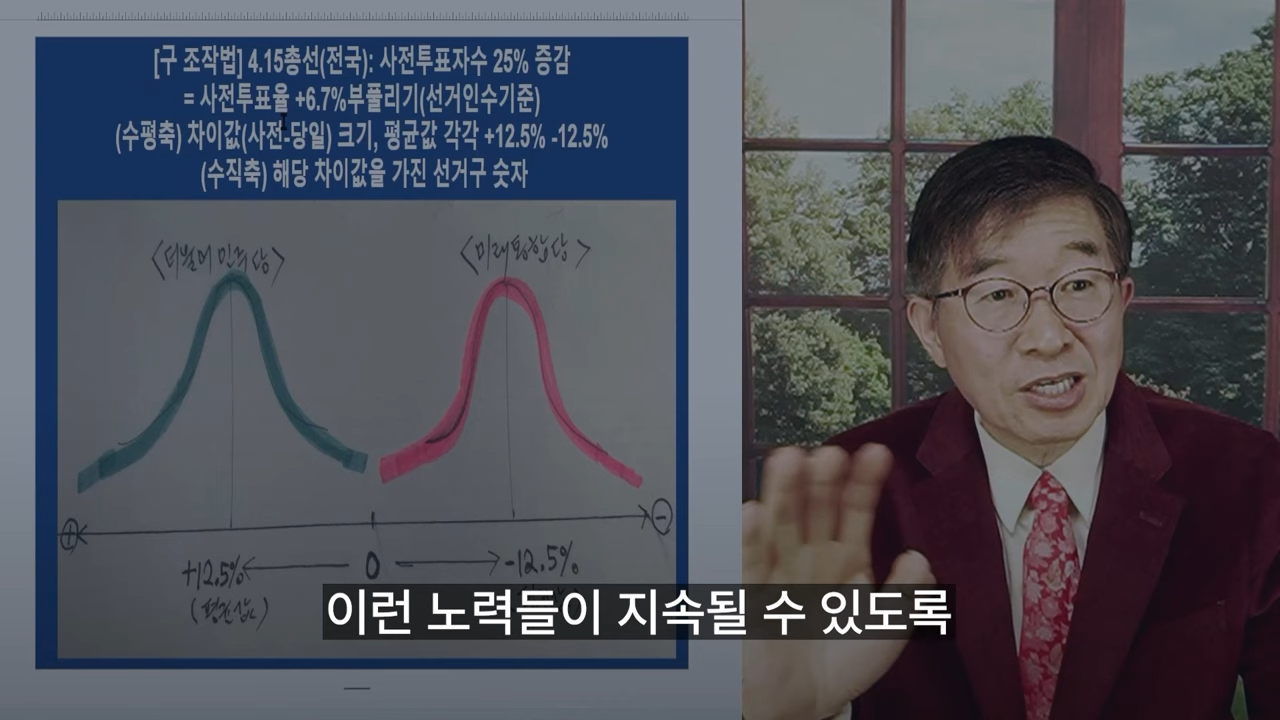 [구 조작법] 4.15총선(전국): 사전투표자수 25% 증감
= 사전투표율 +6.7%부풀리기(선거인수기준)
(수평축) 차이값(사전-당일) 크기, 평균값 각각 +12.5% -12.5%
(수직축) 해당 차이값을 가진 선거구 숫자
<더불어민주당> <미래통합당>
+ -
+12.5% 0 -12.5%
(평균값)
이런 노력들이 지속될 수 있도록